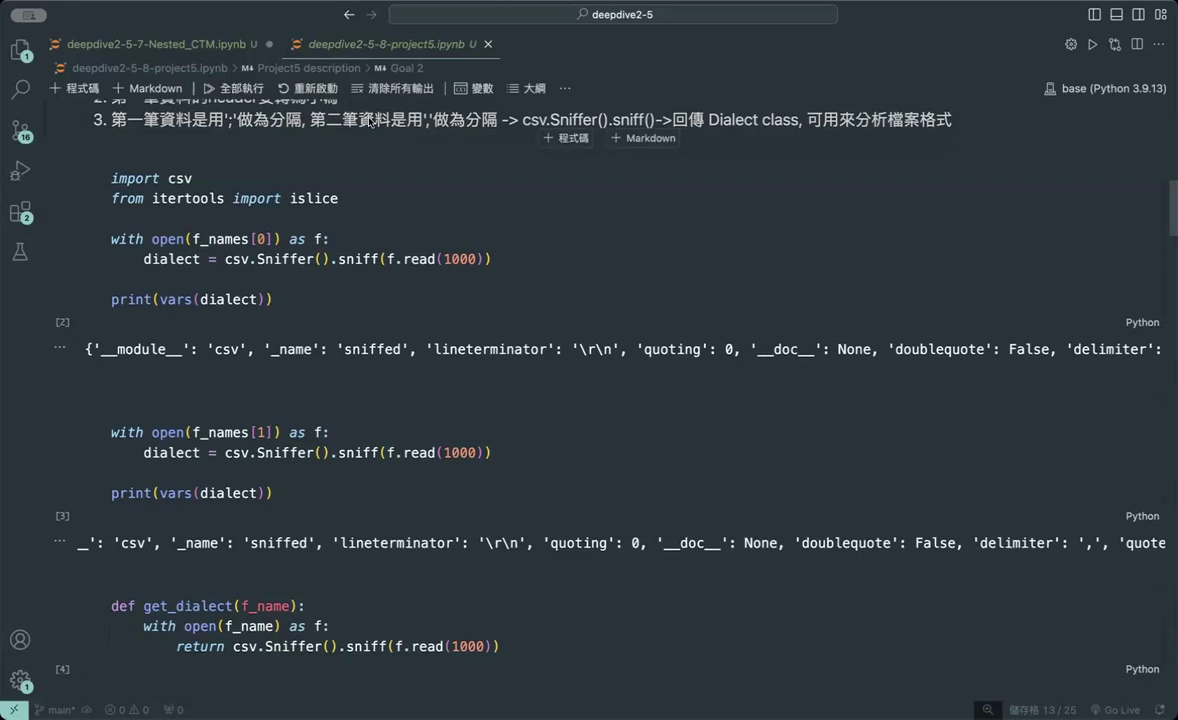 deepdive2-5
deepdive2-5-7-Nested_CTM.ipynb U
deepdive2-5-8-project5.ipynb U
deepdive2-5-8-project5.ipynb > Project5 description > Goal 2
程式碼 Markdown 全部執行 重新啟動 清除所有輸出 變數 大綱 ... base (Python 3.9.13)
3. 第一筆資料是用';'做為分隔, 第二筆資料是用','做為分隔 -> csv.Sniffer().sniff()->回傳 Dialect class, 可用來分析檔案格式
程式碼 Markdown
import csv
from itertools import islice
with open(f_names[0]) as f:
dialect = csv.Sniffer().sniff(f.read(1000))
print(vars(dialect))
[2] Python
{'__module__': 'csv', '_name': 'sniffed', 'lineterminator': '\r\n', 'quoting': 0, '__doc__': None, 'doublequote': False, 'delimiter':
with open(f_names[1]) as f:
dialect = csv.Sniffer().sniff(f.read(1000))
print(vars(dialect))
[3] Python
_': 'csv', '_name': 'sniffed', 'lineterminator': '\r\n', 'quoting': 0, '__doc__': None, 'doublequote': False, 'delimiter': ',', 'quote
def get_dialect(f_name):
with open(f_name) as f:
return csv.Sniffer().sniff(f.read(1000))
[4] Python
main* 0 0 0 儲存格 13 / 25 Go Live
1
16
2
1